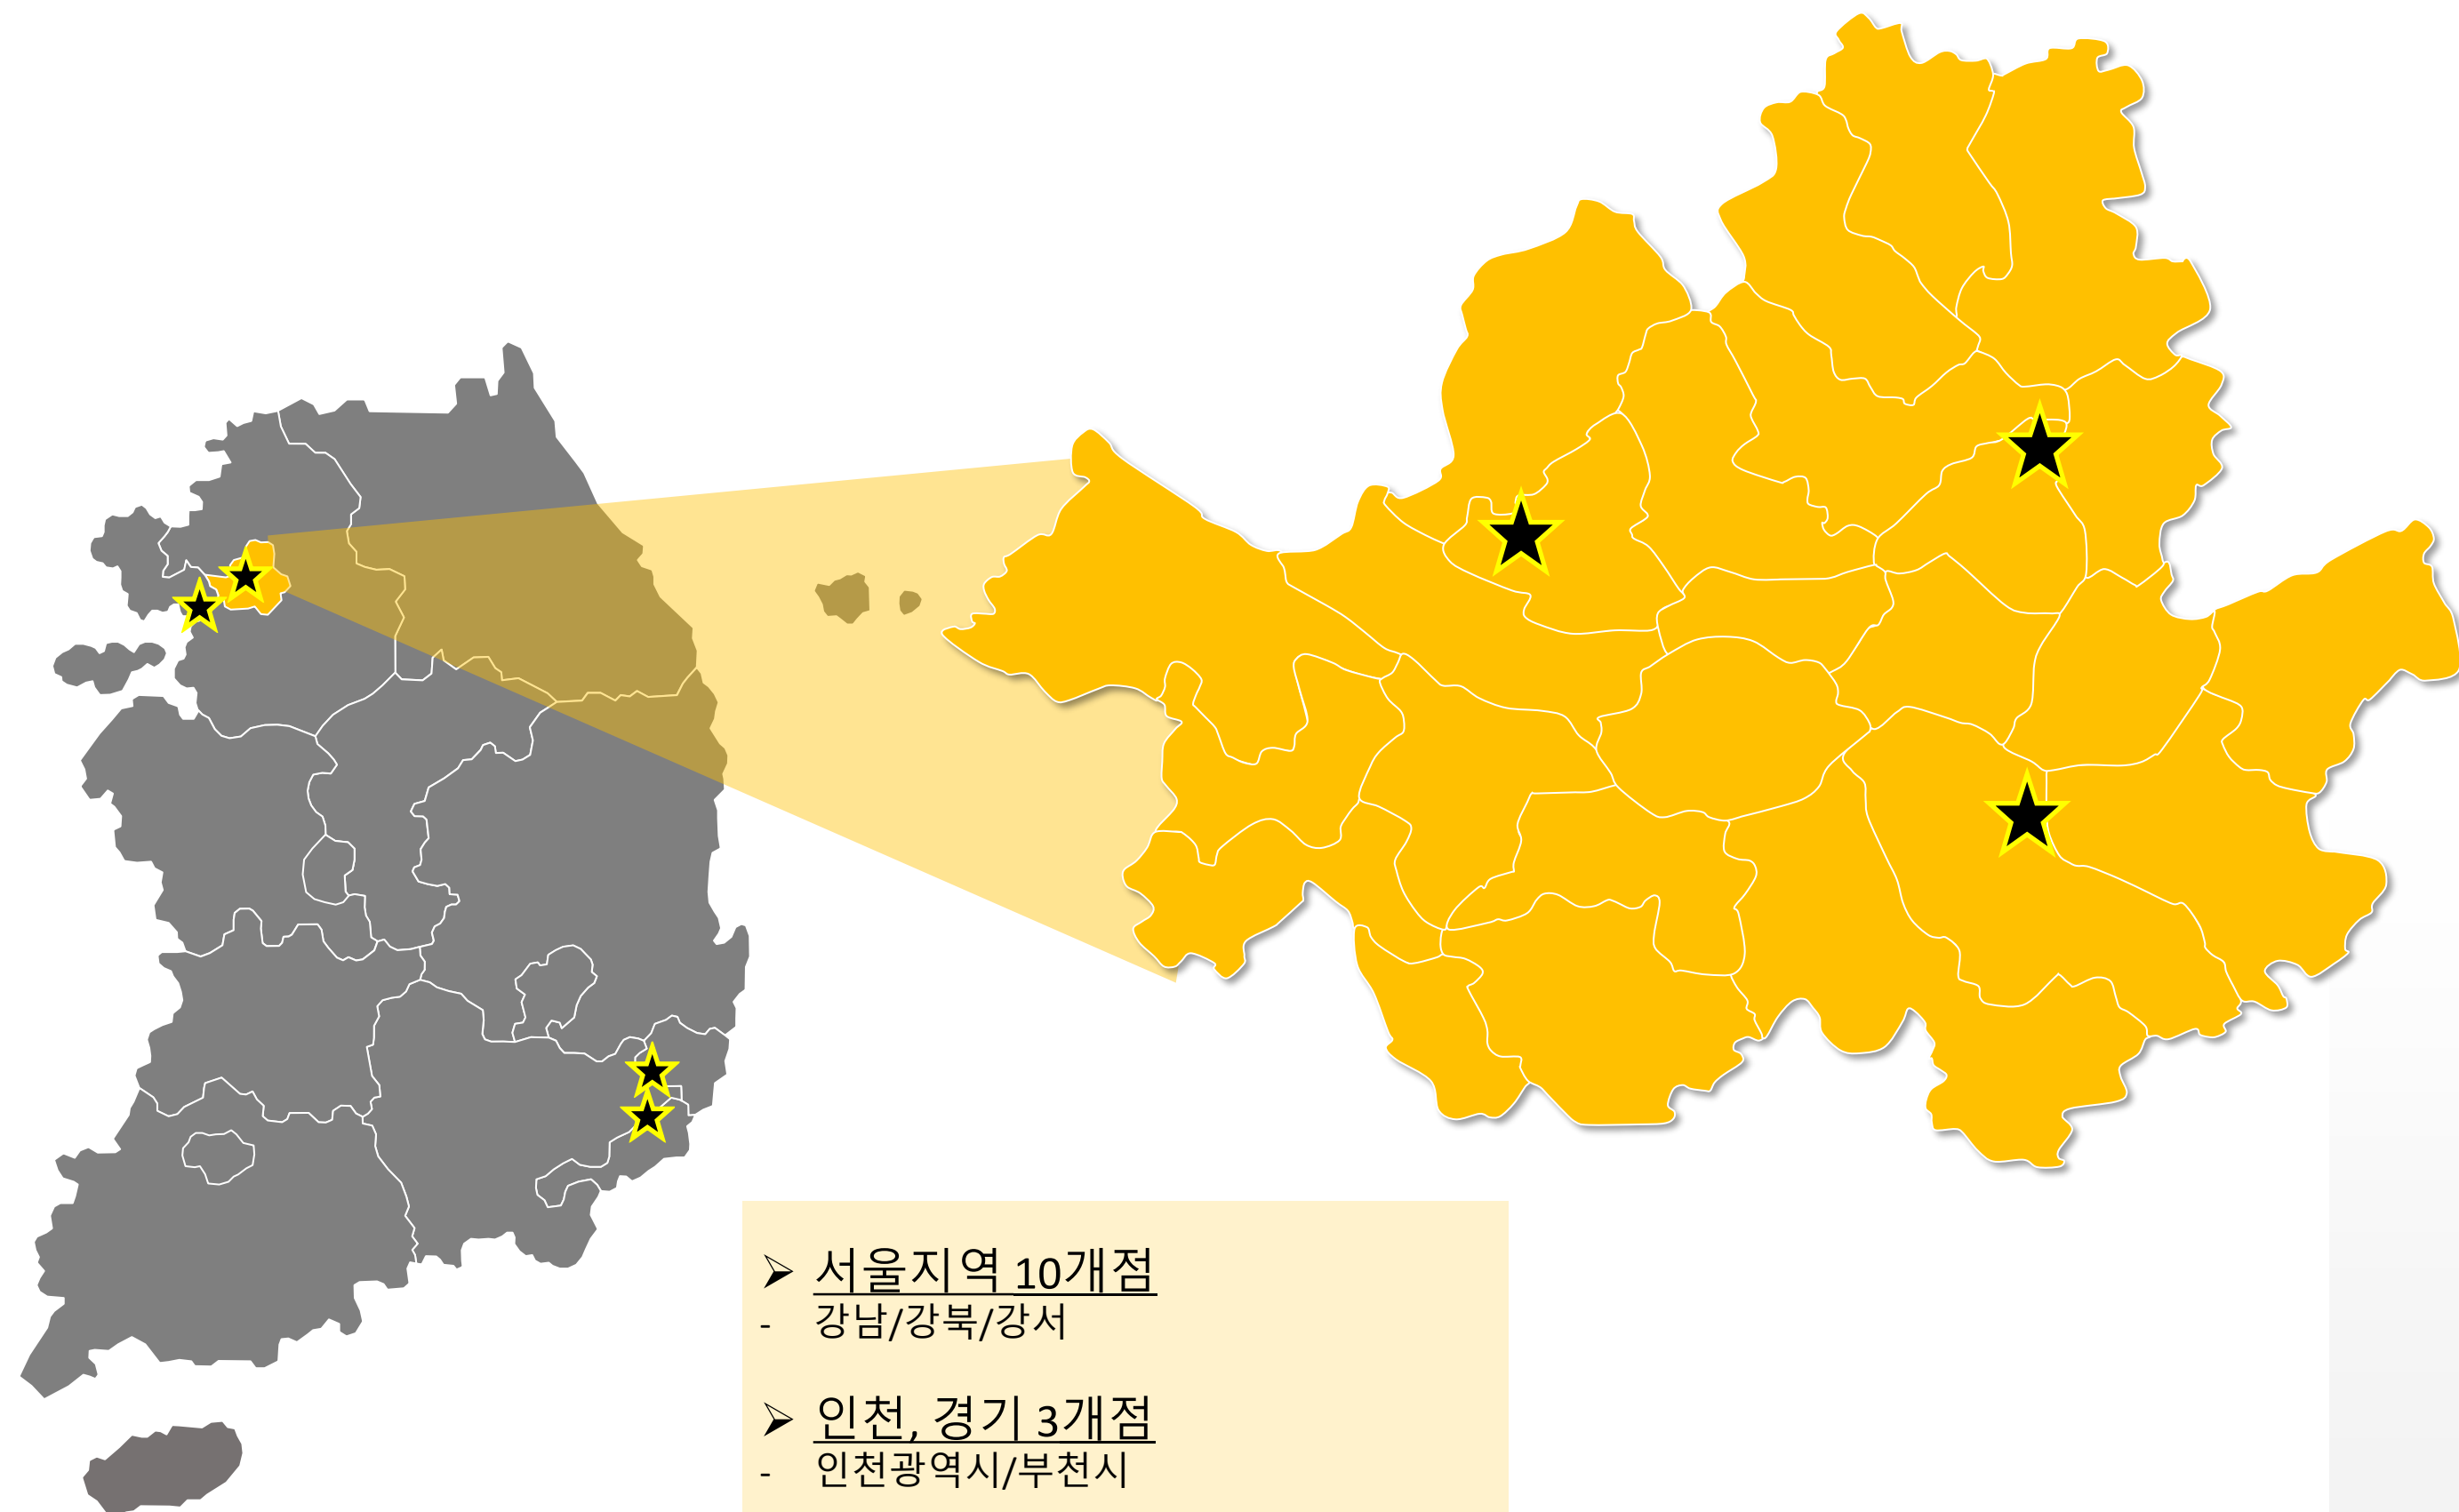 ➢ 서울지역 10개점
- 강남/강북/강서
➢ 인천, 경기 3개점
- 인천광역시/부천시